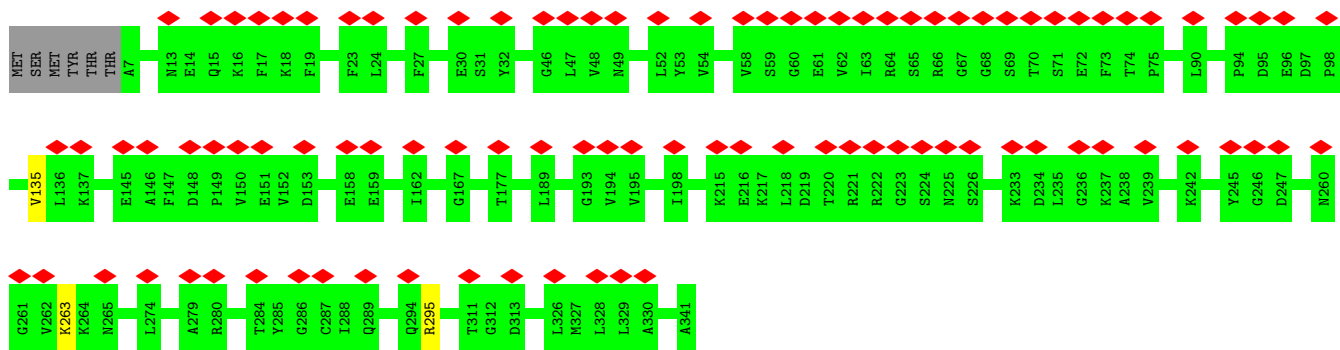 MET SER MET TYR THR THR A7 N13 E14 Q15 K16 F17 K18 F19 F23 L24 F27 E30 S31 Y32 G46 L47 V48 N49 L52 Y53 V54 V58 S59 G60 E61 V62 I63 R64 S65 R66 G67 G68 S69 T70 S71 E72 F73 T74 P75 L90 P94 D95 E96 D97 P98
V135 L136 K137 E145 A146 F147 D148 P149 V150 E151 V152 D153 E158 E159 I162 G167 T177 L189 G193 V194 V195 I198 K215 E216 K217 L218 D219 T220 R221 R222 G223 S224 N225 S226 K233 D234 L235 G236 K237 A238 V239 K242 Y245 G246 D247 N260
G261 V262 K263 K264 N265 L274 A279 R280 T284 Y285 G286 C287 I288 Q289 Q294 R295 T311 G312 D313 L326 M327 L328 L329 A330 A341